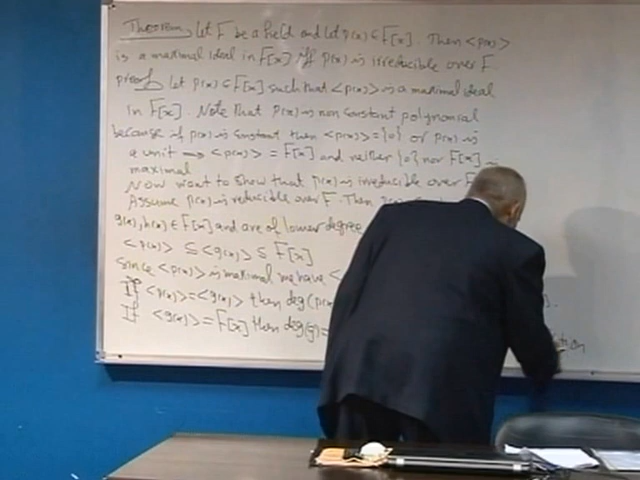 Theorem. Let F be a field and let p(x) ∈ F[x]. Then <p(x)>
is a maximal ideal in F[x] iff p(x) is irreducible over F
proof Let p(x) ∈ F[x] such that <p(x)> is a maximal ideal
in F[x]. Note that p(x) is non constant polynomial
because if p(x) is constant then <p(x)> = {0} or p(x) is
a unit → <p(x)> = F[x] and neither {0} nor F[x] is
maximal
Now want to show that p(x) is irreducible over F
Assume p(x) is reducible over F. Then
g(x), h(x) ∈ F[x] and are of lower degree
<p(x)> ⊆ <g(x)> ⊆ F[x]
since <p(x)> is maximal we have <
If <p(x)> = <g(x)> then deg(p(x)
If <g(x)> = F[x] then deg(g) =